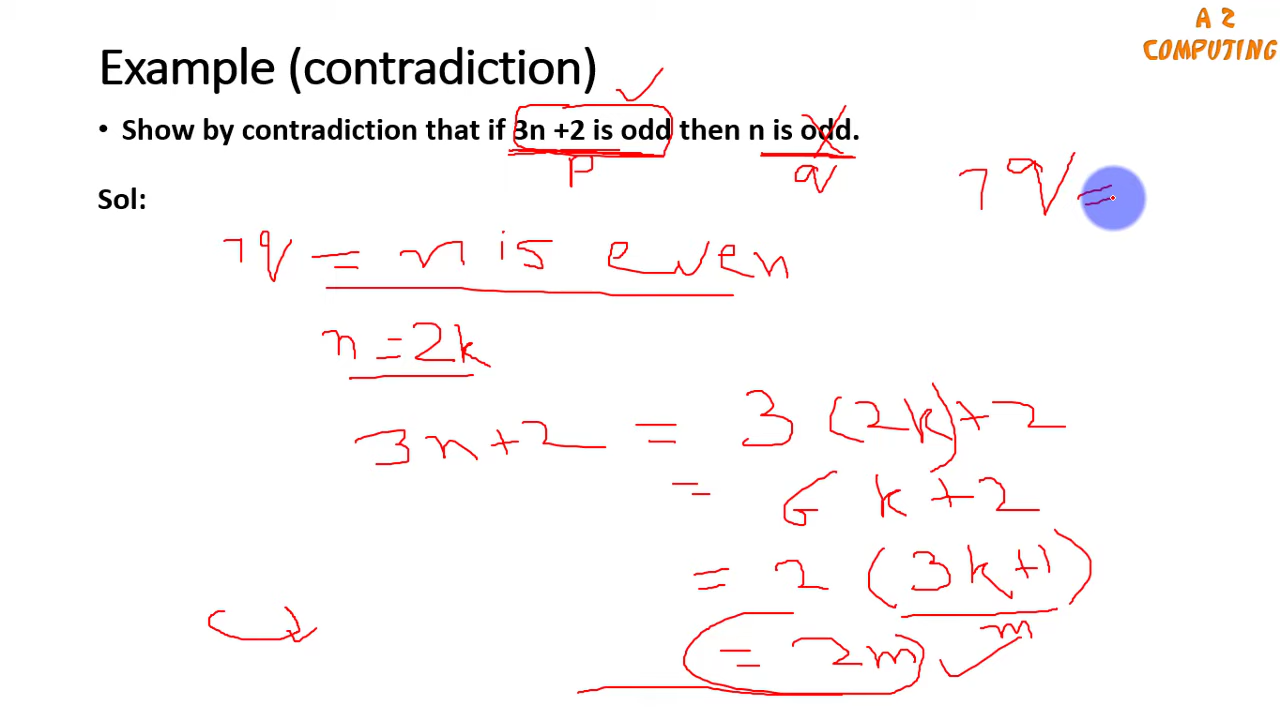 A 2
COMPUTING
Example (contradiction)
• Show by contradiction that if 3n +2 is odd then n is odd.
p
q
¬q =
Sol:
¬q = n is even
n = 2k
3n+2 = 3 (2k)+2
= 6k+2
= 2 (3k+1)
m
= 2m